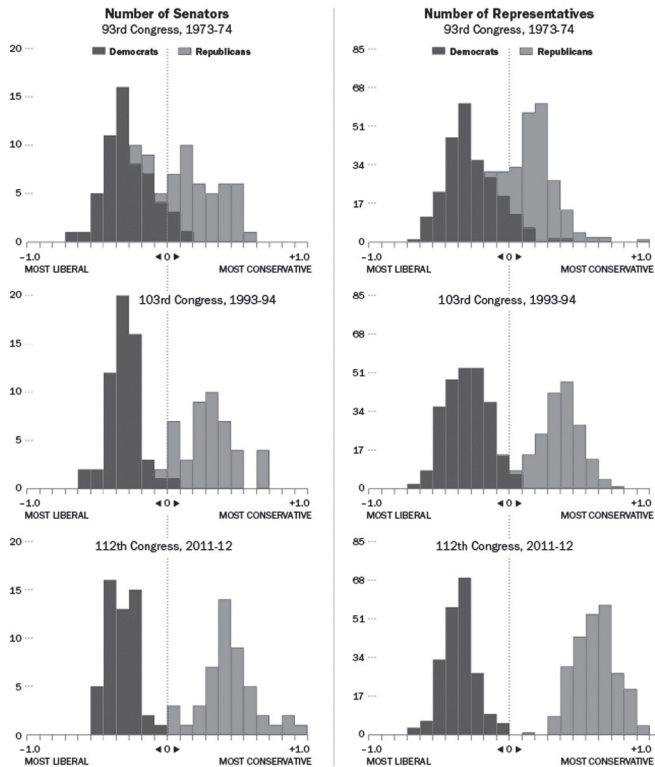 Number of Senators
93rd Congress, 1973-74
Democrats Republicans
20
15
10
5
0
-1.0 ◄ 0 ► +1.0
MOST LIBERAL MOST CONSERVATIVE
103rd Congress, 1993-94
20
15
10
5
0
-1.0 ◄ 0 ► +1.0
MOST LIBERAL MOST CONSERVATIVE
112th Congress, 2011-12
20
15
10
5
0
-1.0 ◄ 0 ► +1.0
MOST LIBERAL MOST CONSERVATIVE
Number of Representatives
93rd Congress, 1973-74
Democrats Republicans
85
68
51
34
17
0
-1.0 ◄ 0 ► +1.0
MOST LIBERAL MOST CONSERVATIVE
103rd Congress, 1993-94
85
68
51
34
17
0
-1.0 ◄ 0 ► +1.0
MOST LIBERAL MOST CONSERVATIVE
112th Congress, 2011-12
85
68
51
34
17
0
-1.0 ◄ 0 ► +1.0
MOST LIBERAL MOST CONSERVATIVE